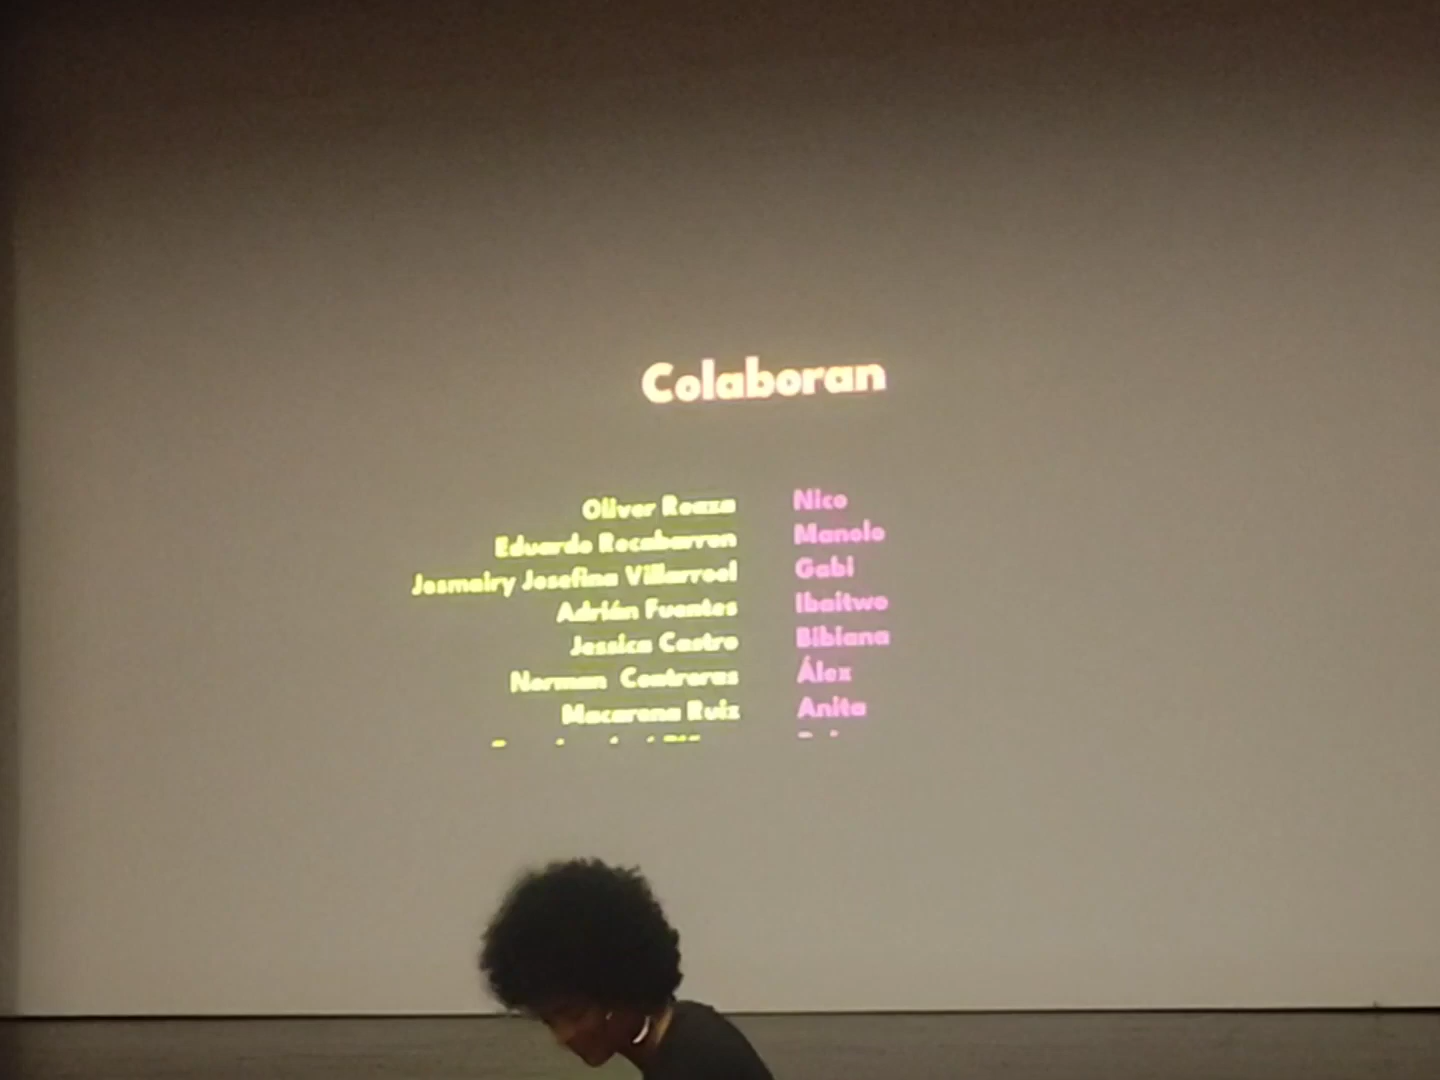 Colaboran
Oliver Roaza Nico
Eduardo Recabarren Manolo
Jesmairy Josefina Villarroel Gabi
Adrián Fuentes Ibaitwo
Jessica Castro Bibiana
Norman Contreras Álex
Macarena Ruiz Anita